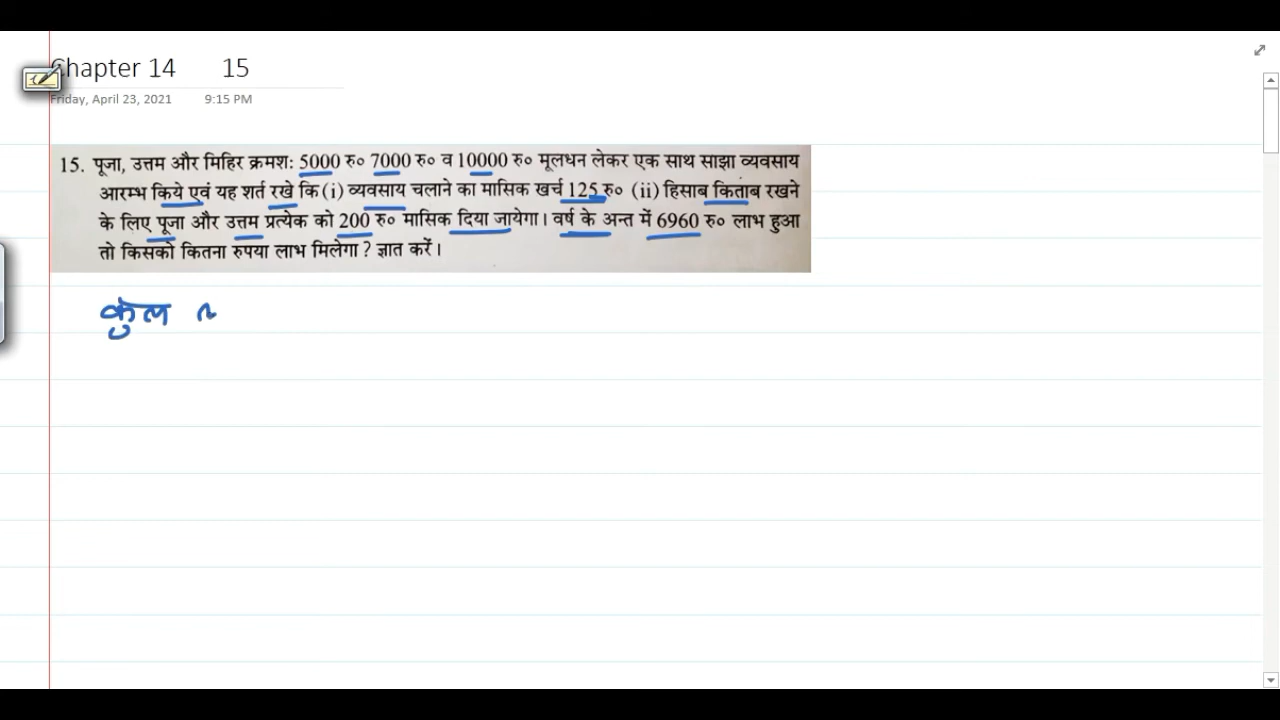 Chapter 14 15
Friday, April 23, 2021 9:15 PM
15. पूजा, उत्तम और मिहिर क्रमश: 5000 रु० 7000 रु० व 10000 रु० मूलधन लेकर एक साथ साझा व्यवसाय
आरम्भ किये एवं यह शर्त रखे कि (i) व्यवसाय चलाने का मासिक खर्च 125 रु० (ii) हिसाब किताब रखने
के लिए पूजा और उत्तम प्रत्येक को 200 रु० मासिक दिया जायेगा। वर्ष के अन्त में 6960 रु० लाभ हुआ
तो किसको कितना रुपया लाभ मिलेगा? ज्ञात करें।
कुल